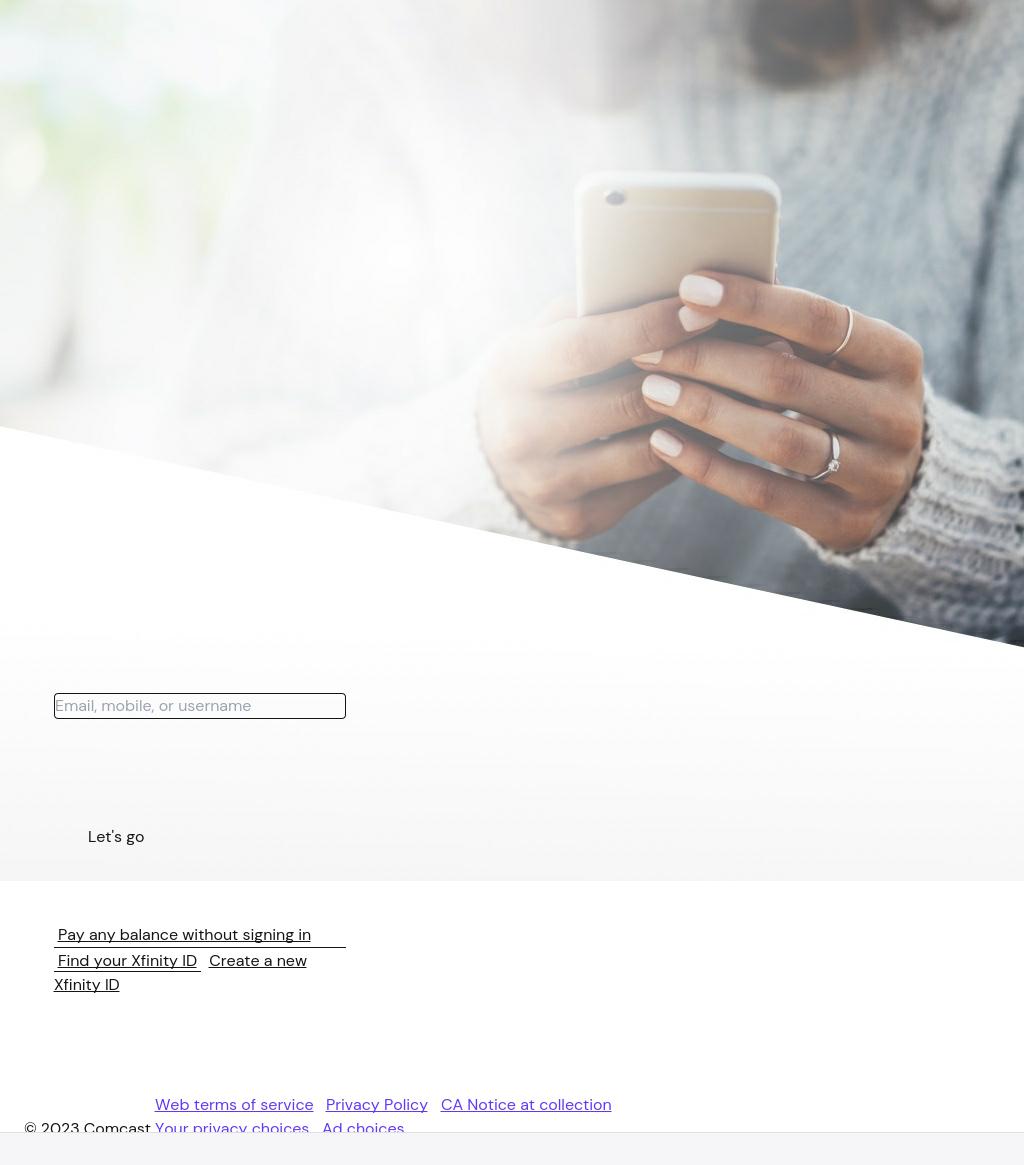 Email, mobile, or username
Let's go
Pay any balance without signing in
Find your Xfinity ID Create a new
Xfinity ID
Web terms of service Privacy Policy CA Notice at collection
© 2023 Comcast Your privacy choices Ad choices